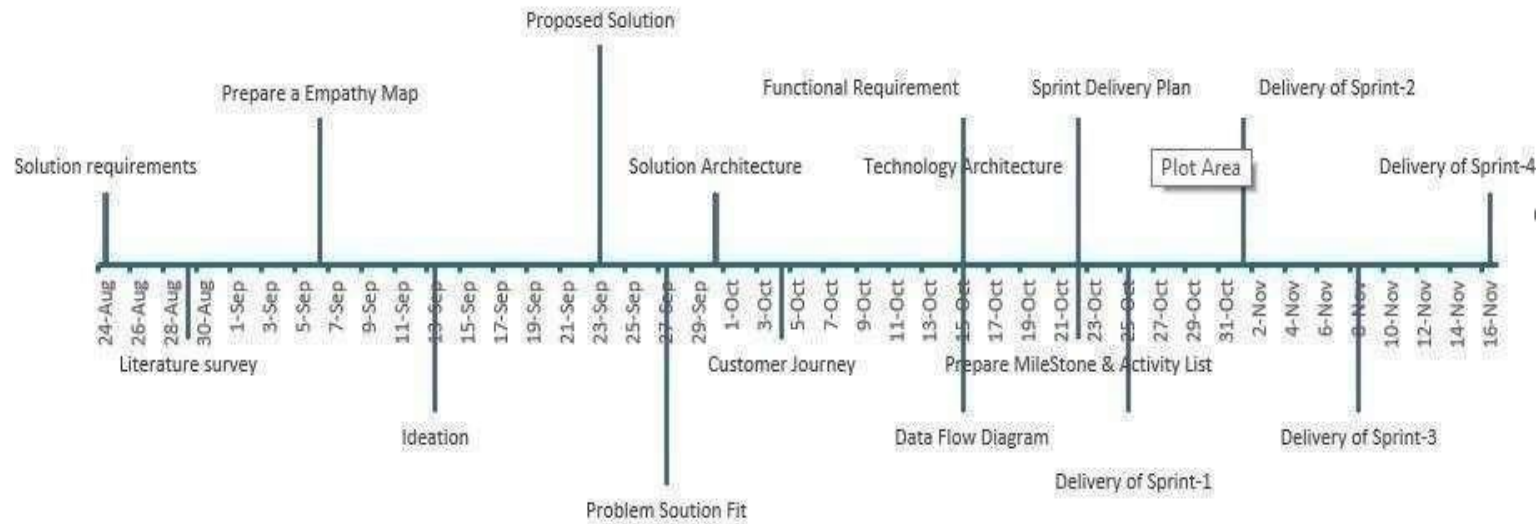 Proposed Solution
Prepare a Empathy Map
Functional Requirement
Sprint Delivery Plan
Delivery of Sprint-2
Solution requirements
Solution Architecture
Technology Architecture
Plot Area
Delivery of Sprint-4
24-Aug
26-Aug
28-Aug
30-Aug
1-Sep
3-Sep
5-Sep
7-Sep
9-Sep
11-Sep
13-Sep
15-Sep
17-Sep
19-Sep
21-Sep
23-Sep
25-Sep
27-Sep
29-Sep
1-Oct
3-Oct
5-Oct
7-Oct
9-Oct
11-Oct
13-Oct
15-Oct
17-Oct
19-Oct
21-Oct
23-Oct
25-Oct
27-Oct
29-Oct
31-Oct
2-Nov
4-Nov
6-Nov
8-Nov
10-Nov
12-Nov
14-Nov
16-Nov
Literature survey
Customer Journey
Prepare MileStone & Activity List
Ideation
Data Flow Diagram
Delivery of Sprint-3
Delivery of Sprint-1
Problem Soution Fit